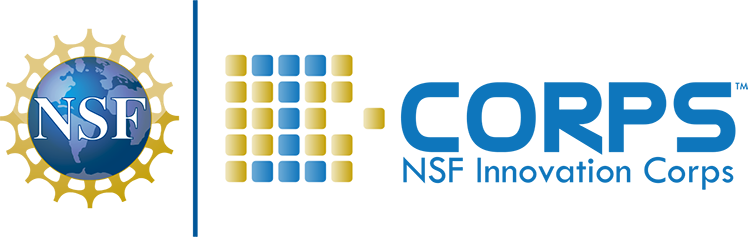 NSF
I-CORPS™
NSF Innovation Corps